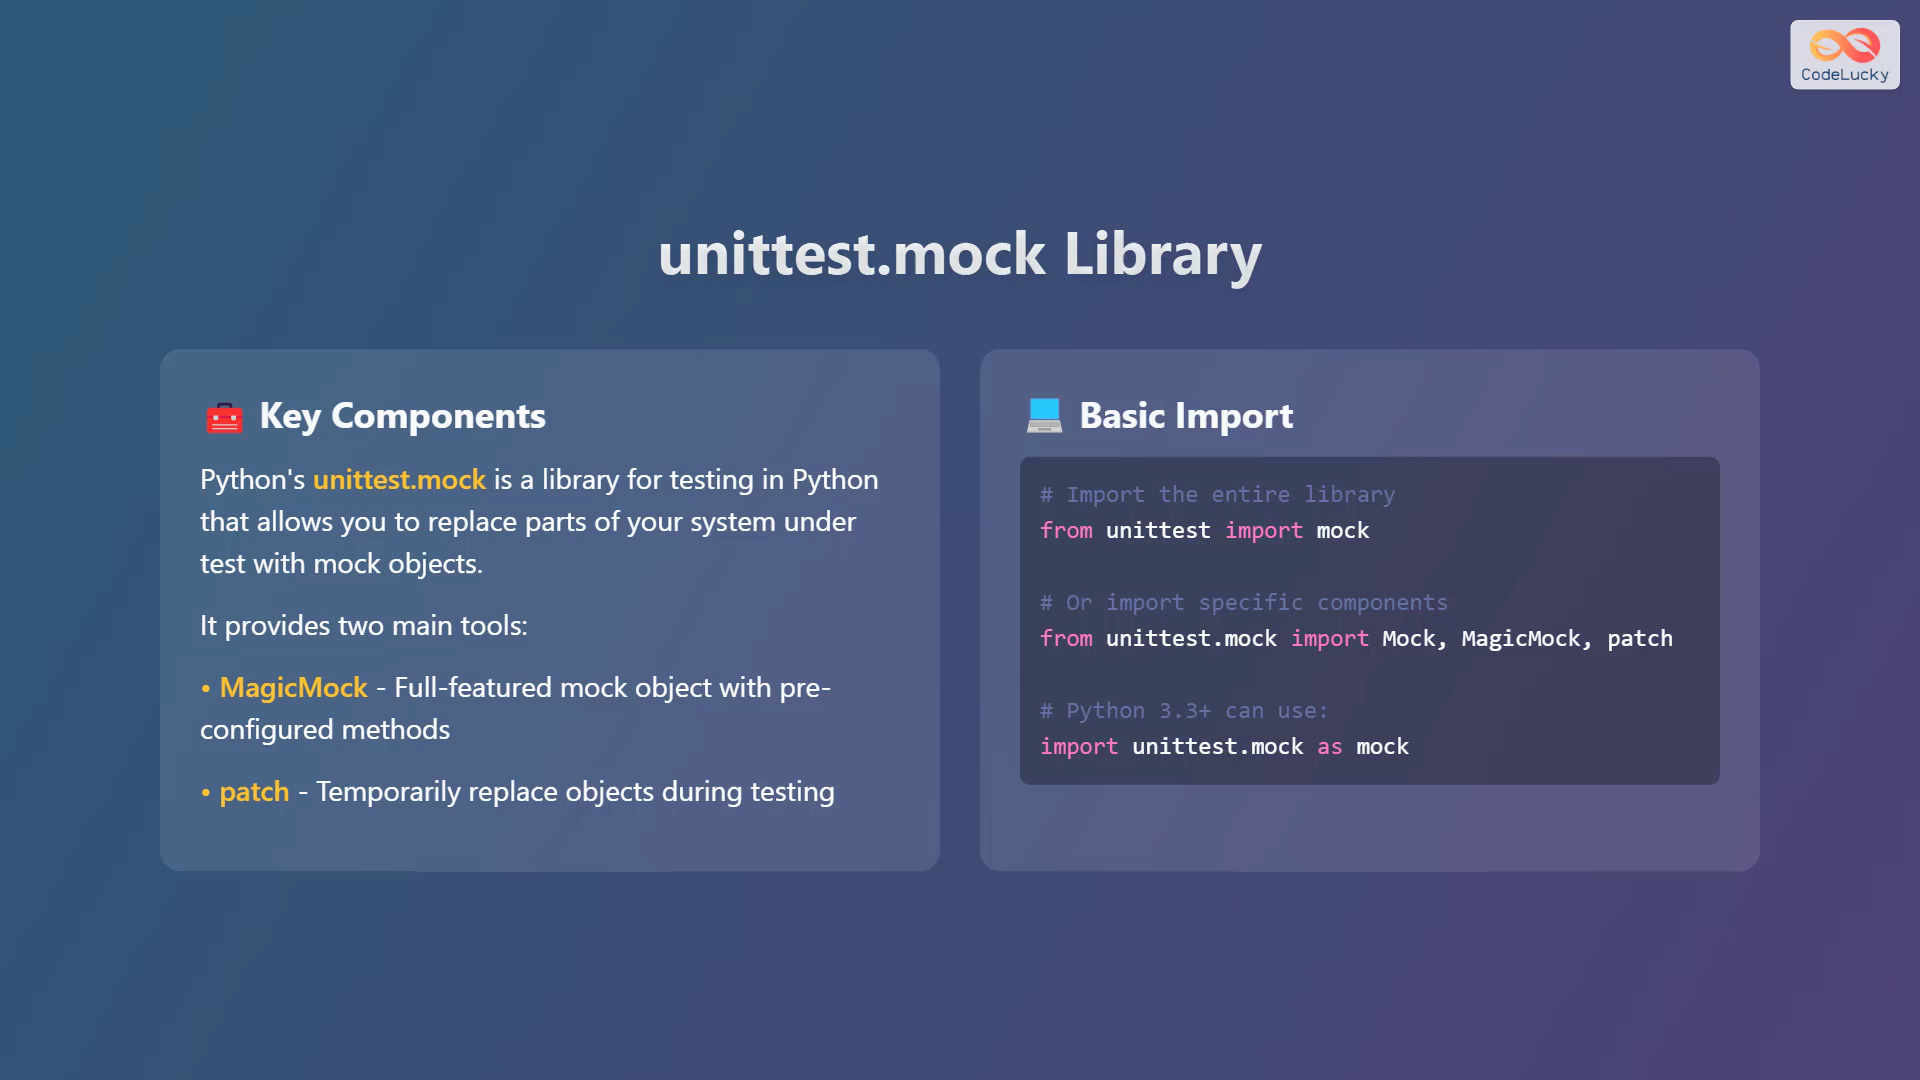 CodeLucky
unittest.mock Library
Key Components
Python's unittest.mock is a library for testing in Python
that allows you to replace parts of your system under
test with mock objects.
It provides two main tools:
• MagicMock - Full-featured mock object with pre-
configured methods
• patch - Temporarily replace objects during testing
Basic Import
# Import the entire library
from unittest import mock
# Or import specific components
from unittest.mock import Mock, MagicMock, patch
# Python 3.3+ can use:
import unittest.mock as mock